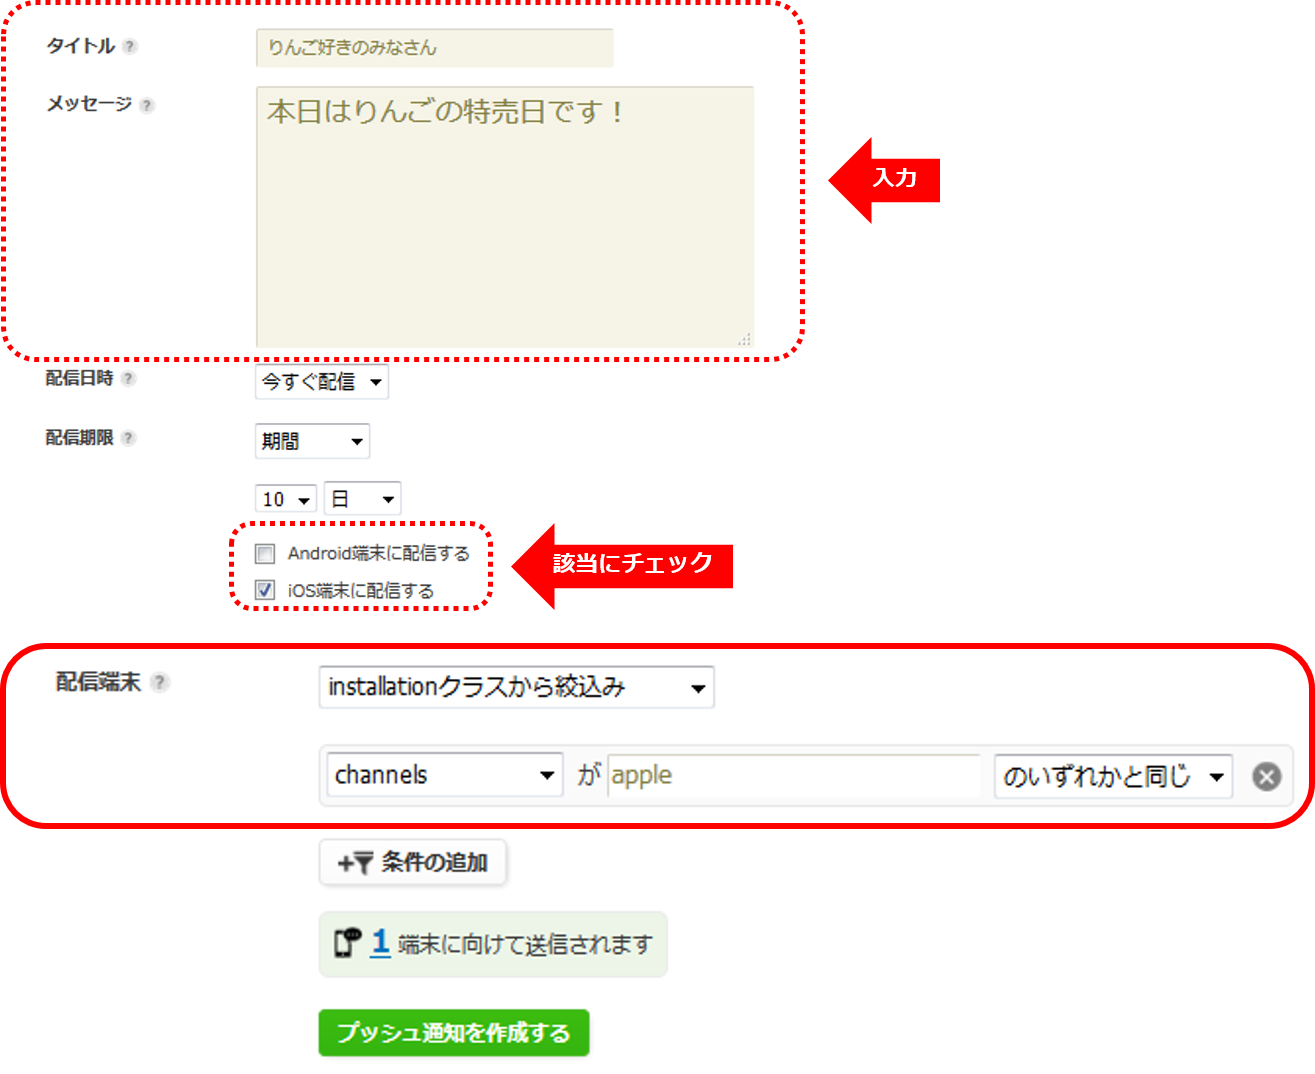 タイトル ?
りんご好きのみなさん
メッセージ ?
本日はりんごの特売日です！
入力
配信日時 ?
今すぐ配信
配信期限 ?
期間
10 日
Android端末に配信する
iOS端末に配信する
該当にチェック
配信端末 ?
installationクラスから絞込み
channels が apple のいずれかと同じ
+ 条件の追加
1 端末に向けて送信されます
プッシュ通知を作成する